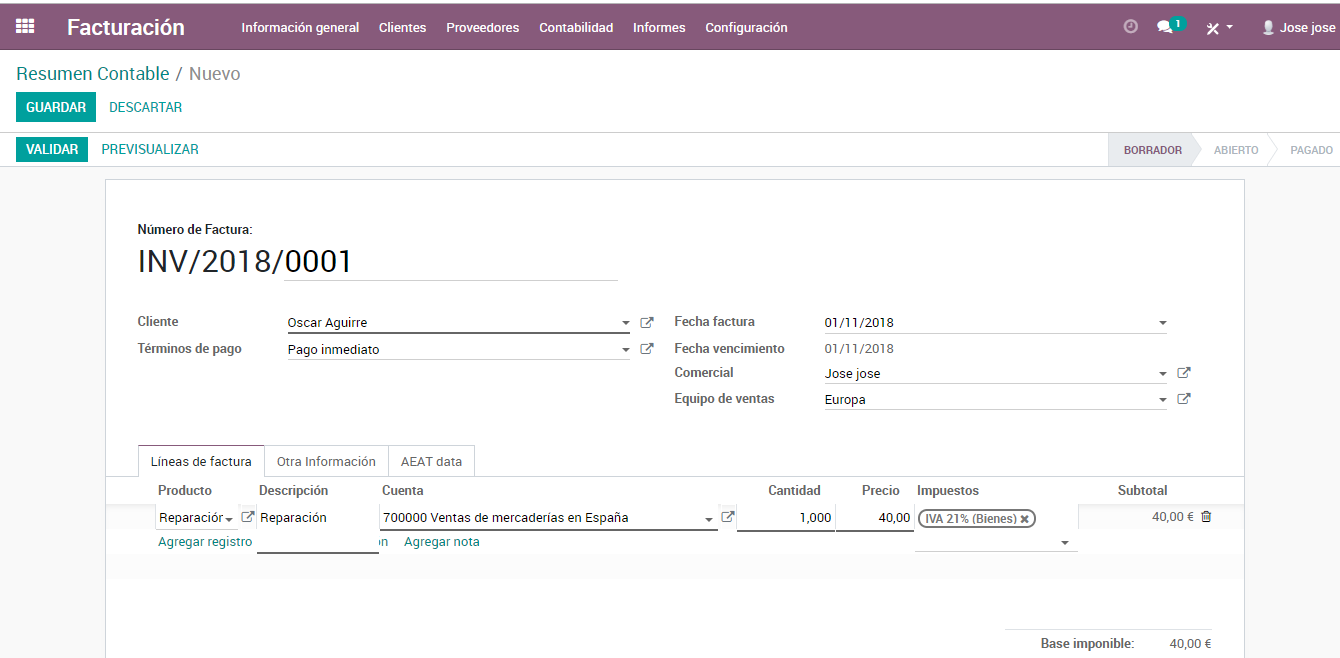 Facturación Información general Clientes Proveedores Contabilidad Informes Configuración 1 Jose jose
Resumen Contable / Nuevo
GUARDAR DESCARTAR
VALIDAR PREVISUALIZAR BORRADOR ABIERTO PAGADO
Número de Factura:
INV/2018/0001
Cliente Oscar Aguirre Fecha factura 01/11/2018
Términos de pago Pago inmediato Fecha vencimiento 01/11/2018
Comercial Jose jose
Equipo de ventas Europa
Líneas de factura Otra Información AEAT data
Producto Descripción Cuenta Cantidad Precio Impuestos Subtotal
Reparación Reparación 700000 Ventas de mercaderías en España 1,000 40,00 IVA 21% (Bienes) 40,00 €
Agregar registro Agregar nota
Base imponible: 40,00 €